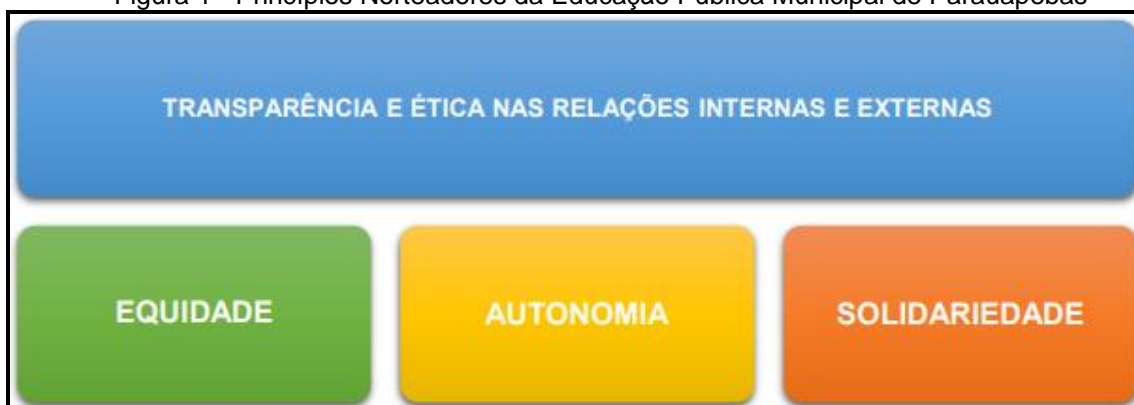 Figura 1 - Princípios Norteadores da Educação Pública Municipal de Parauapebas
TRANSPARÊNCIA E ÉTICA NAS RELAÇÕES INTERNAS E EXTERNAS
EQUIDADE
AUTONOMIA
SOLIDARIEDADE